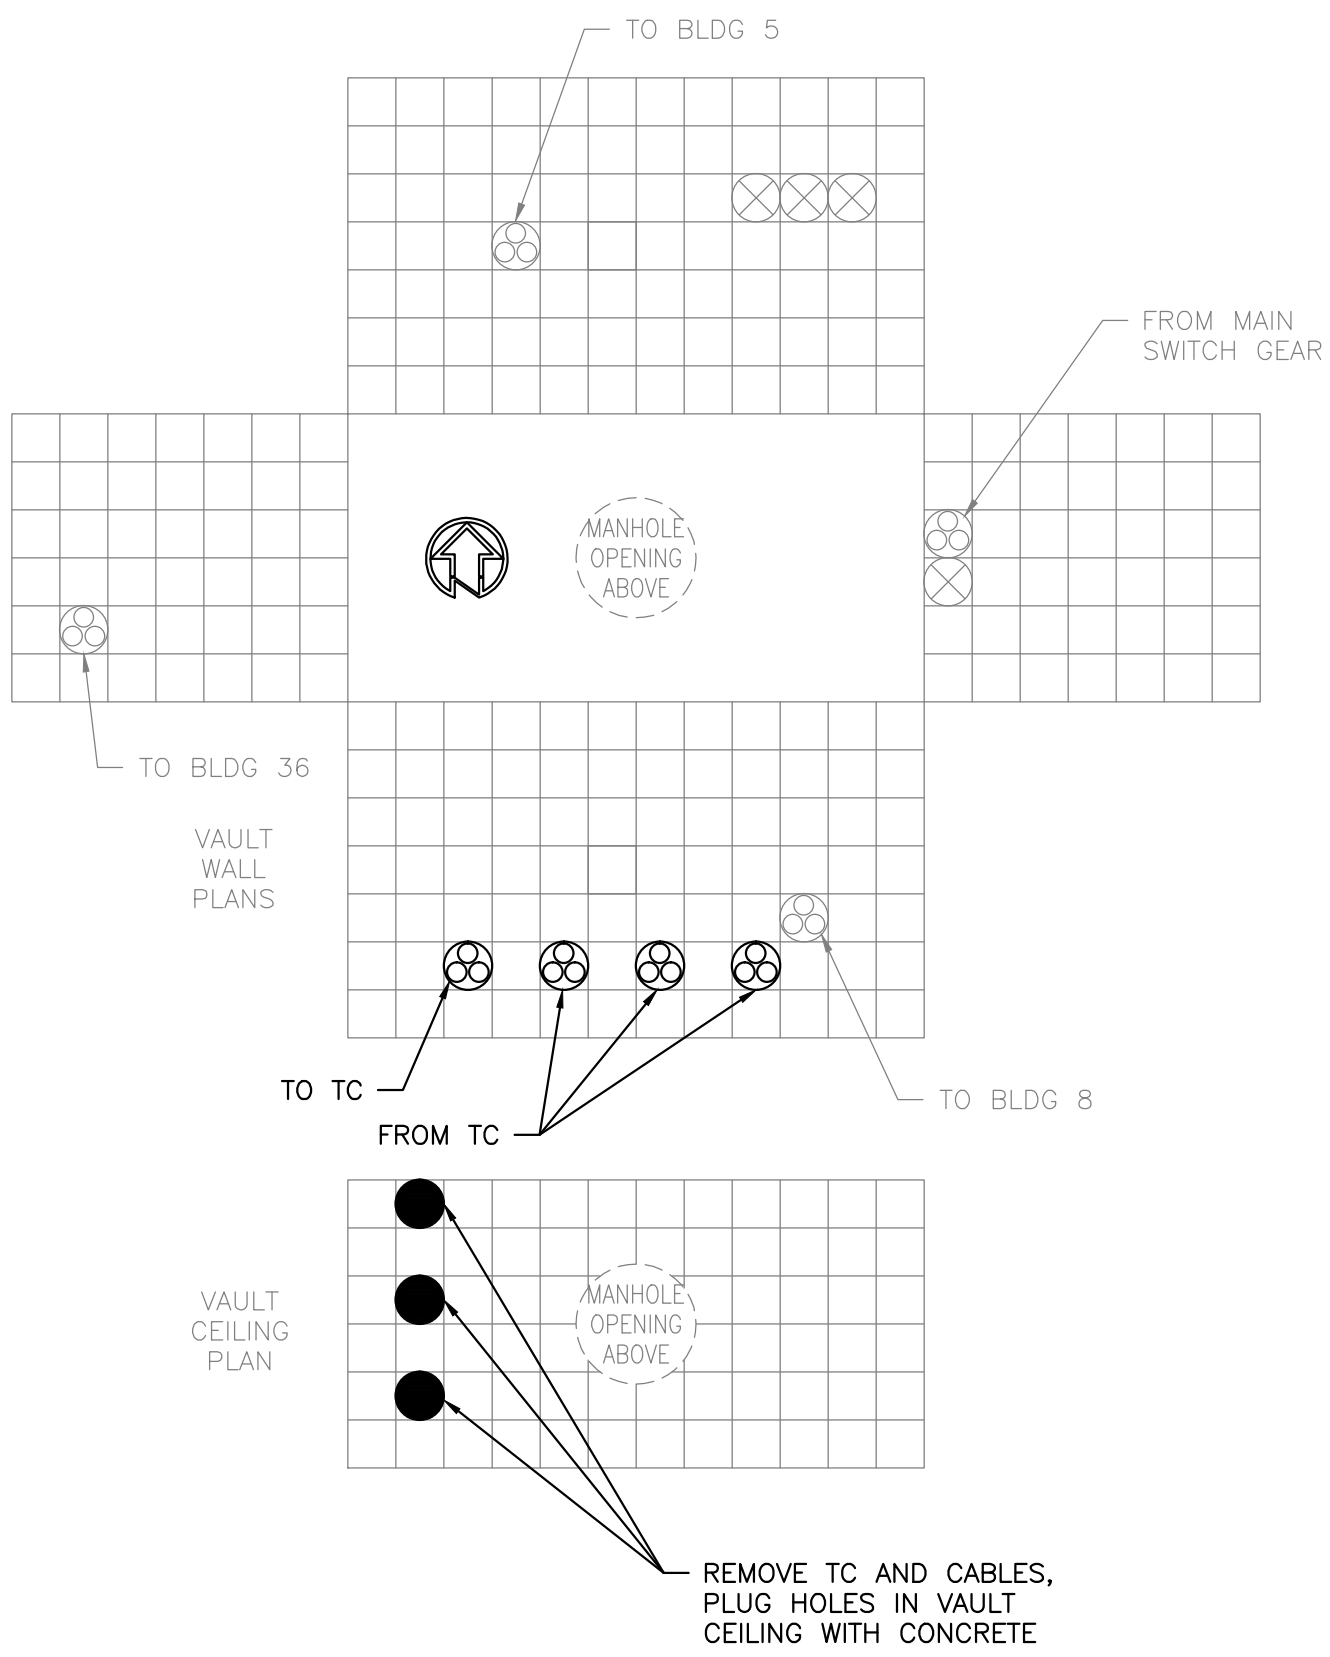 TO BLDG 5
FROM MAIN
SWITCH GEAR
MANHOLE
OPENING
ABOVE
TO BLDG 36
VAULT
WALL
PLANS
TO TC
FROM TC
TO BLDG 8
VAULT
CEILING
PLAN
MANHOLE
OPENING
ABOVE
REMOVE TC AND CABLES,
PLUG HOLES IN VAULT
CEILING WITH CONCRETE